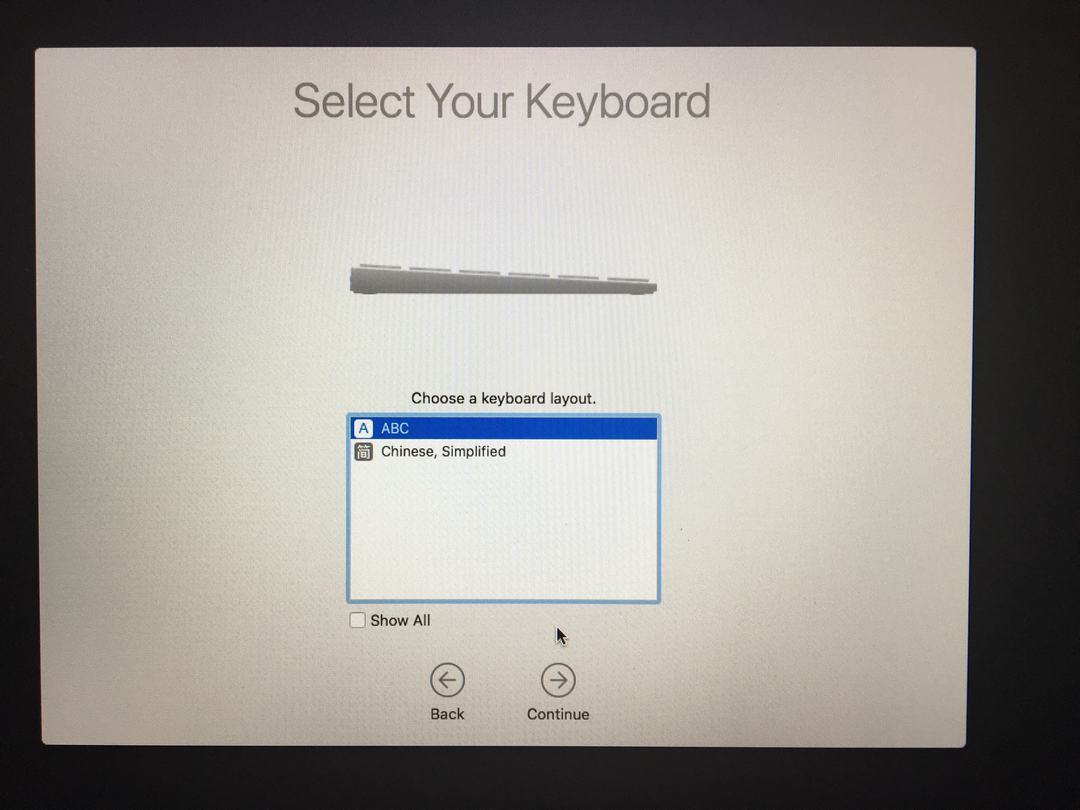 Select Your Keyboard
Choose a keyboard layout.
A ABC
简 Chinese, Simplified
Show All
Back
Continue